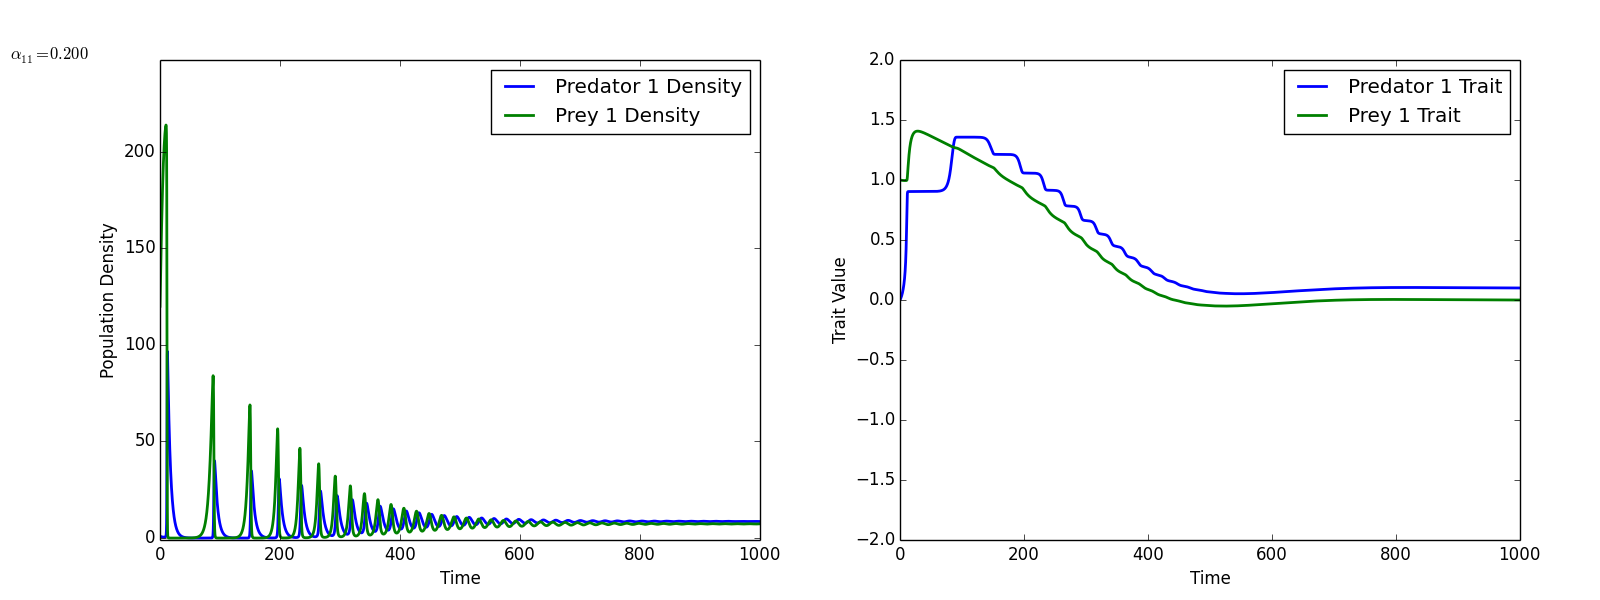 α₁₁=0.200
Predator 1 Density
Prey 1 Density
200
150
100
50
0
Population Density
0 200 400 600 800 1000
Time
Predator 1 Trait
Prey 1 Trait
2.0
1.5
1.0
0.5
0.0
−0.5
−1.0
−1.5
−2.0
Trait Value
0 200 400 600 800 1000
Time